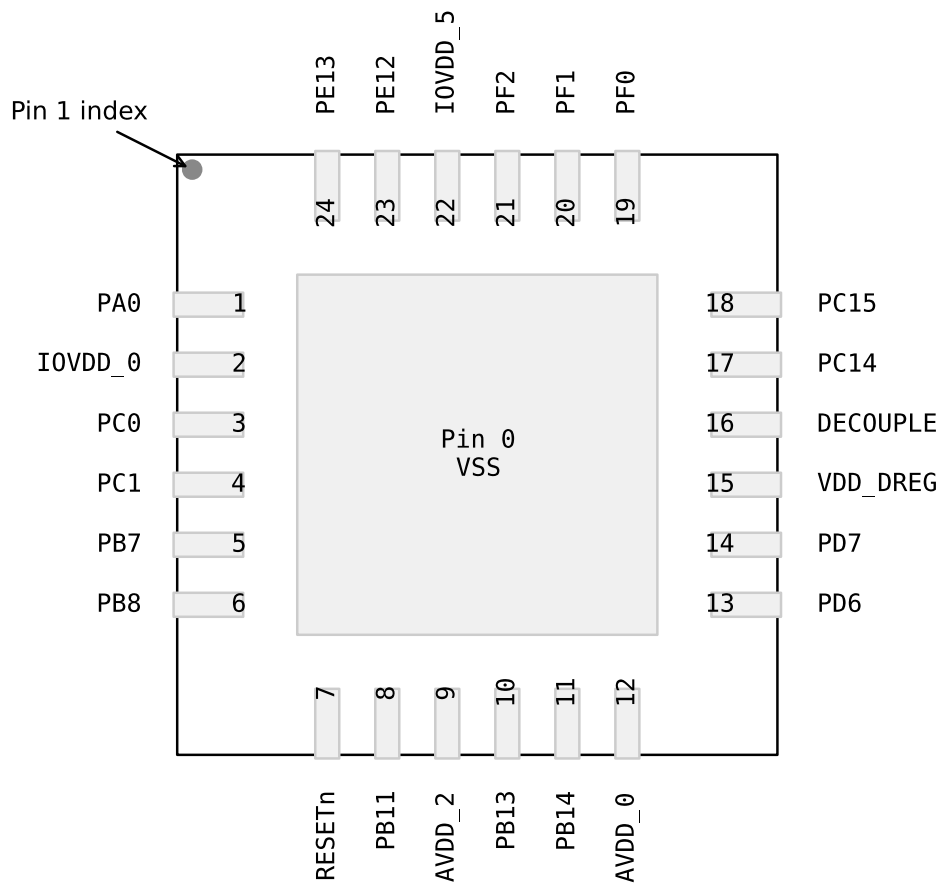 PE13
PE12
IOVDD_5
PF2
PF1
PF0
Pin 1 index
24
23
22
21
20
19
PA0 1
18 PC15
IOVDD_0 2
17 PC14
PC0 3
16 DECOUPLE
Pin 0
VSS
PC1 4
15 VDD_DREG
PB7 5
14 PD7
PB8 6
13 PD6
7
8
9
10
11
12
RESETn
PB11
AVDD_2
PB13
PB14
AVDD_0